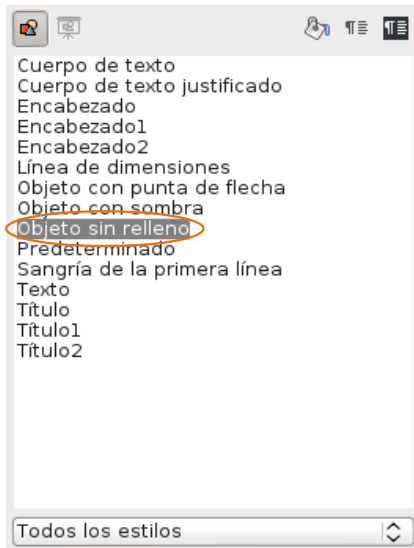 Cuerpo de texto
Cuerpo de texto justificado
Encabezado
Encabezado1
Encabezado2
Línea de dimensiones
Objeto con punta de flecha
Objeto con sombra
Objeto sin relleno
Predeterminado
Sangría de la primera línea
Texto
Título
Título1
Título2
Todos los estilos